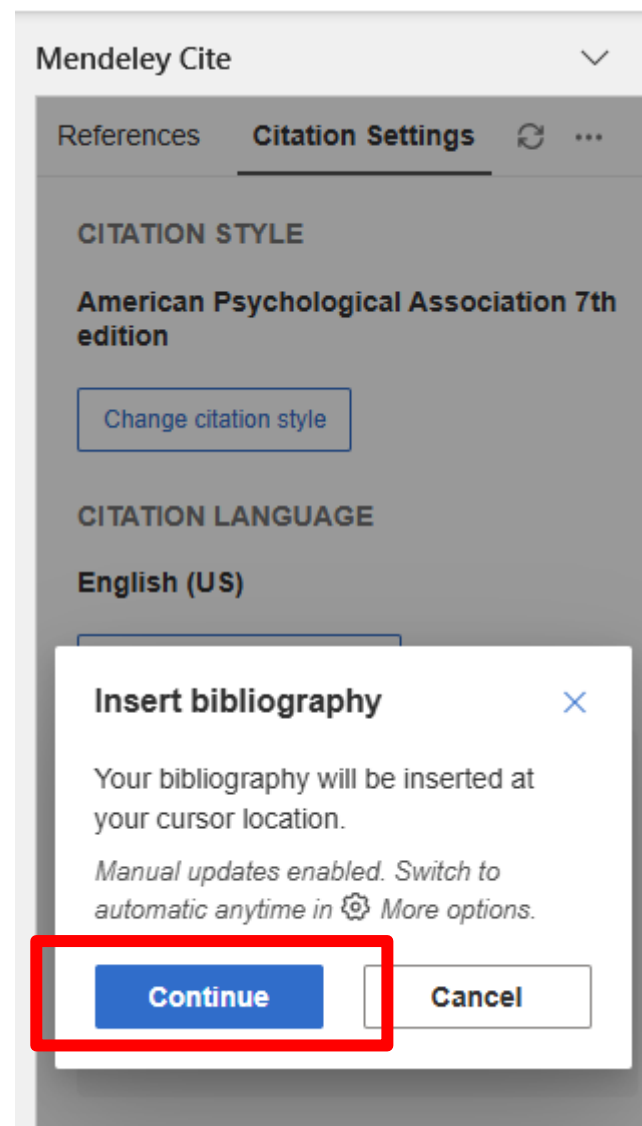 Mendeley Cite
References Citation Settings ...
CITATION STYLE
American Psychological Association 7th
edition
Change citation style
CITATION LANGUAGE
English (US)
Insert bibliography
Your bibliography will be inserted at
your cursor location.
Manual updates enabled. Switch to
automatic anytime in More options.
Continue Cancel